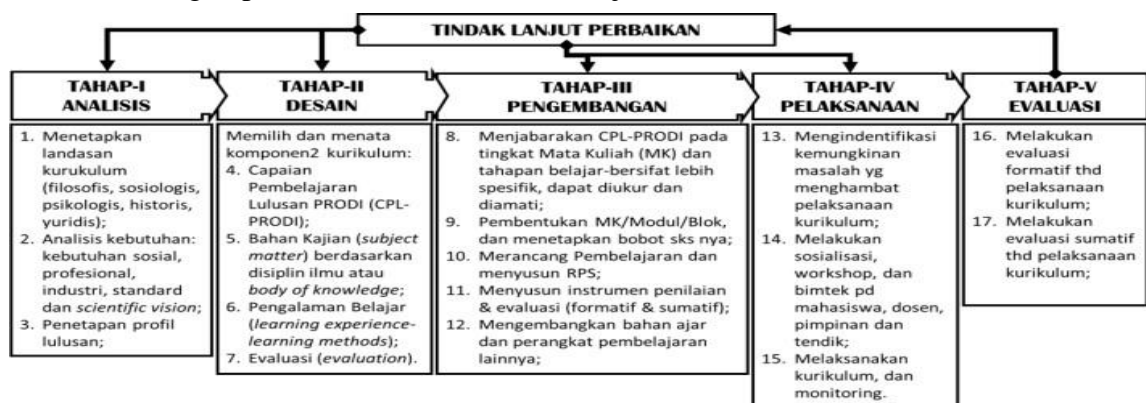 TINDAK LANJUT PERBAIKAN
TAHAP-I
ANALISIS
1. Menetapkan
landasan
kurukulum
(filosofis, sosiologis,
psikologis, historis,
yuridis);
2. Analisis kebutuhan:
kebutuhan sosial,
profesional,
industri, standard
dan scientific vision;
3. Penetapan profil
lulusan;
TAHAP-II
DESAIN
Memilih dan menata
komponen2 kurikulum:
4. Capaian
Pembelajaran
Lulusan PRODI (CPL-
PRODI);
5. Bahan Kajian (subject
matter) berdasarkan
disiplin ilmu atau
body of knowledge;
6. Pengalaman Belajar
(learning experience-
learning methods);
7. Evaluasi (evaluation).
TAHAP-III
PENGEMBANGAN
8. Menjabarakan CPL-PRODI pada
tingkat Mata Kuliah (MK) dan
tahapan belajar-bersifat lebih
spesifik, dapat diukur dan
diamati;
9. Pembentukan MK/Modul/Blok,
dan menetapkan bobot sks nya;
10. Merancang Pembelajaran dan
menyusun RPS;
11. Menyusun instrumen penilaian
& evaluasi (formatif & sumatif);
12. Mengembangkan bahan ajar
dan perangkat pembelajaran
lainnya;
TAHAP-IV
PELAKSANAAN
13. Mengindentifikasi
kemungkinan
masalah yg
menghambat
pelaksanaan
kurikulum;
14. Melakukan
sosialisasi,
workshop, dan
bimtek pd
mahasiswa, dosen,
pimpinan dan
tendik;
15. Melaksanakan
kurikulum, dan
monitoring.
TAHAP-V
EVALUASI
16. Melakukan
evaluasi
formatif thd
pelaksanaan
kurikulum;
17. Melakukan
evaluasi sumatif
thd pelaksanaan
kurikulum;